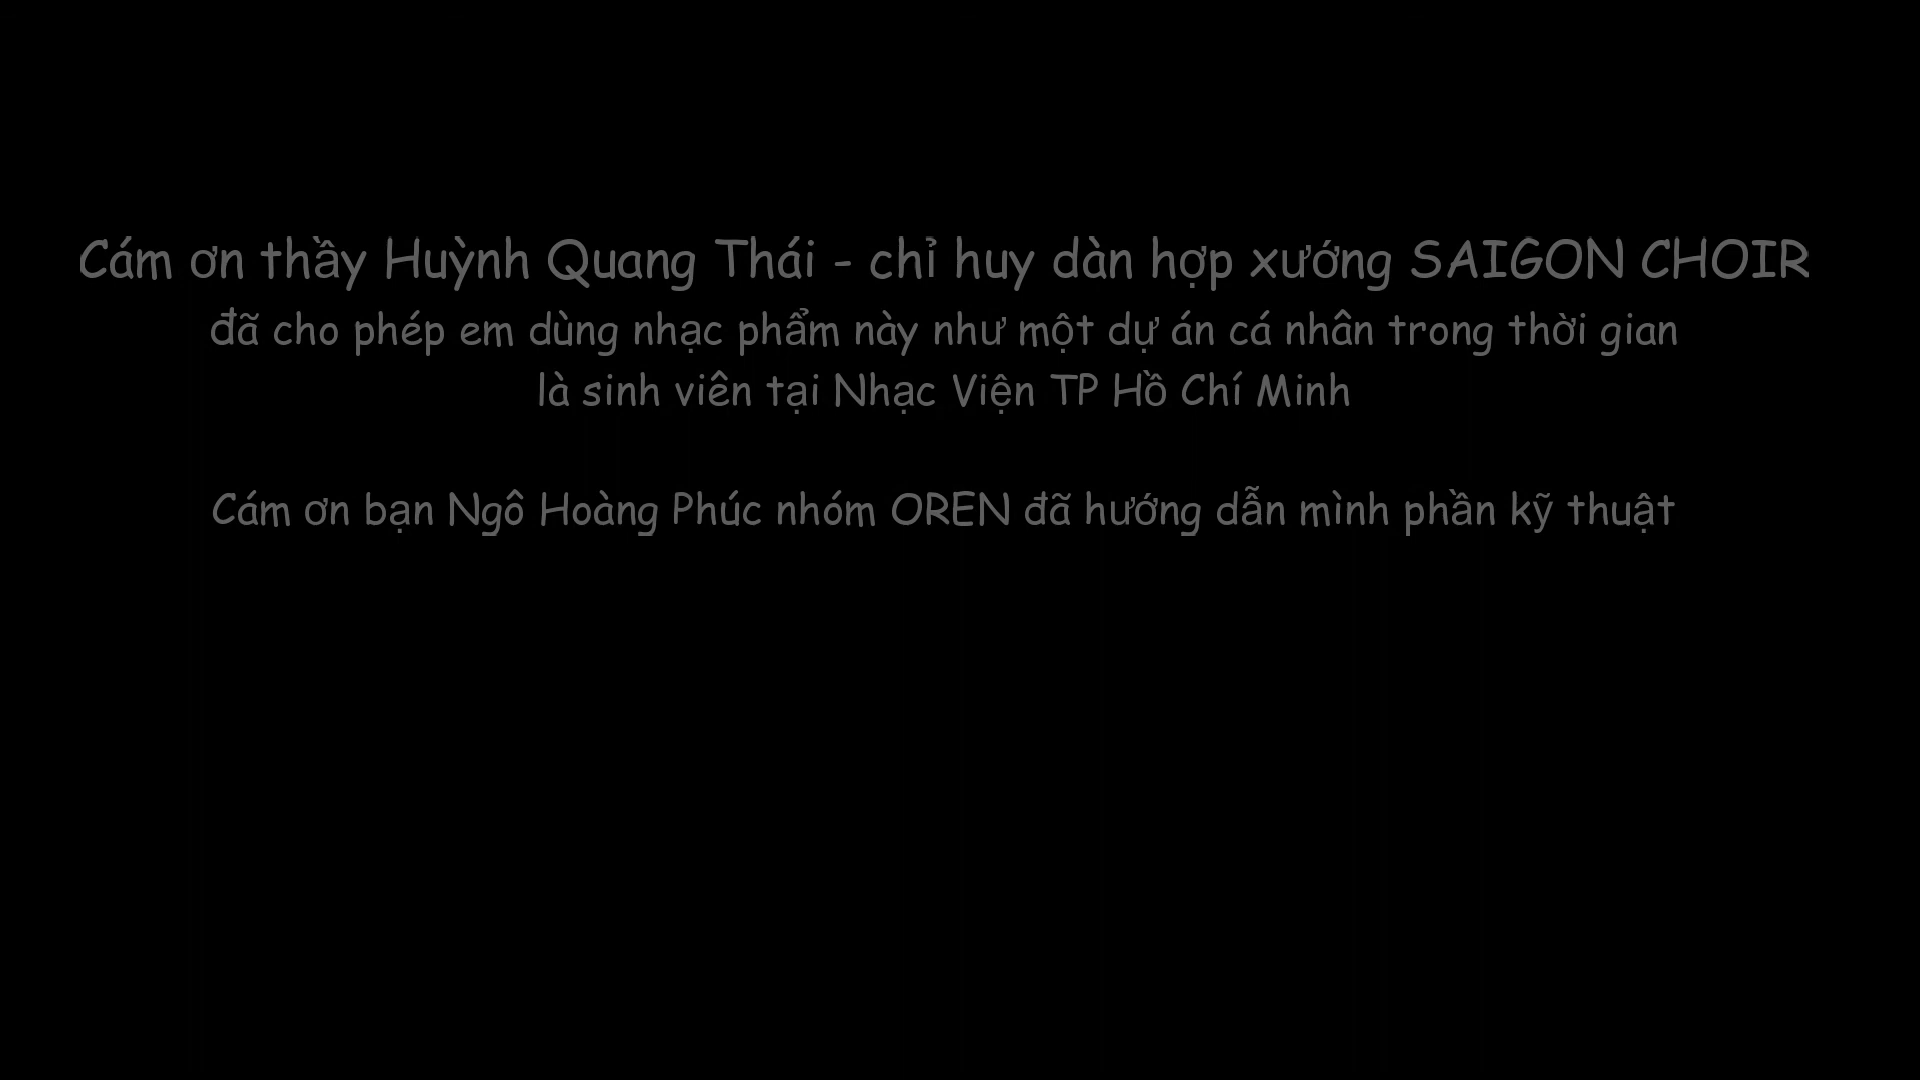 Cám ơn thầy Huỳnh Quang Thái - chỉ huy dàn hợp xướng SAIGON CHOIR
đã cho phép em dùng nhạc phẩm này như một dự án cá nhân trong thời gian
là sinh viên tại Nhạc Viện TP Hồ Chí Minh
Cám ơn bạn Ngô Hoàng Phúc nhóm OREN đã hướng dẫn mình phần kỹ thuật